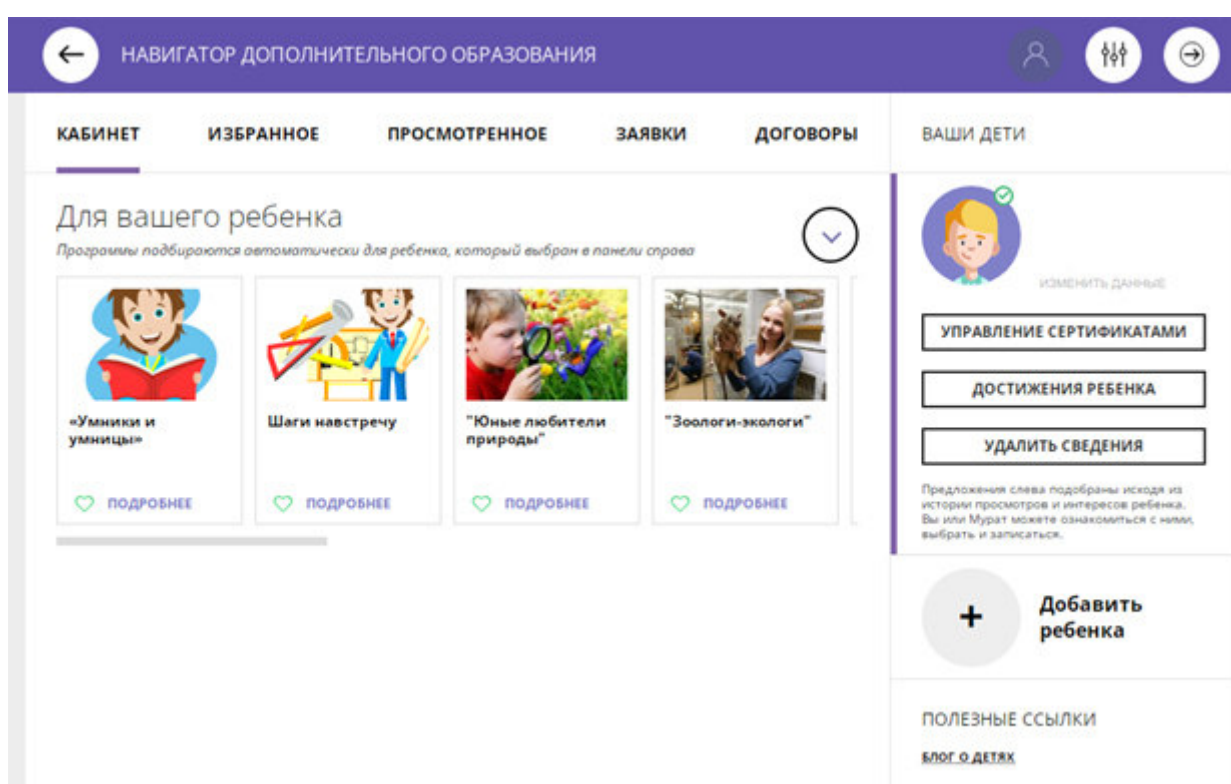 НАВИГАТОР ДОПОЛНИТЕЛЬНОГО ОБРАЗОВАНИЯ
КАБИНЕТ
ИЗБРАННОЕ
ПРОСМОТРЕННОЕ
ЗАЯВКИ
ДОГОВОРЫ
Для вашего ребенка
Программы подбираются автоматически для ребенка, который выбран в панели справа
«Умники и
умницы»
ПОДРОБНЕЕ
Шаги навстречу
ПОДРОБНЕЕ
"Юные любители
природы"
ПОДРОБНЕЕ
"Зоологи-экологи"
ПОДРОБНЕЕ
ВАШИ ДЕТИ
ИЗМЕНИТЬ ДАННЫЕ
УПРАВЛЕНИЕ СЕРТИФИКАТАМИ
ДОСТИЖЕНИЯ РЕБЕНКА
УДАЛИТЬ СВЕДЕНИЯ
Предложения слева подобраны исходя из
истории просмотров и интересов ребенка.
Вы или Мурат можете ознакомиться с ними,
выбрать и записаться.
Добавить
ребенка
ПОЛЕЗНЫЕ ССЫЛКИ
БЛОГ О ДЕТЯХ